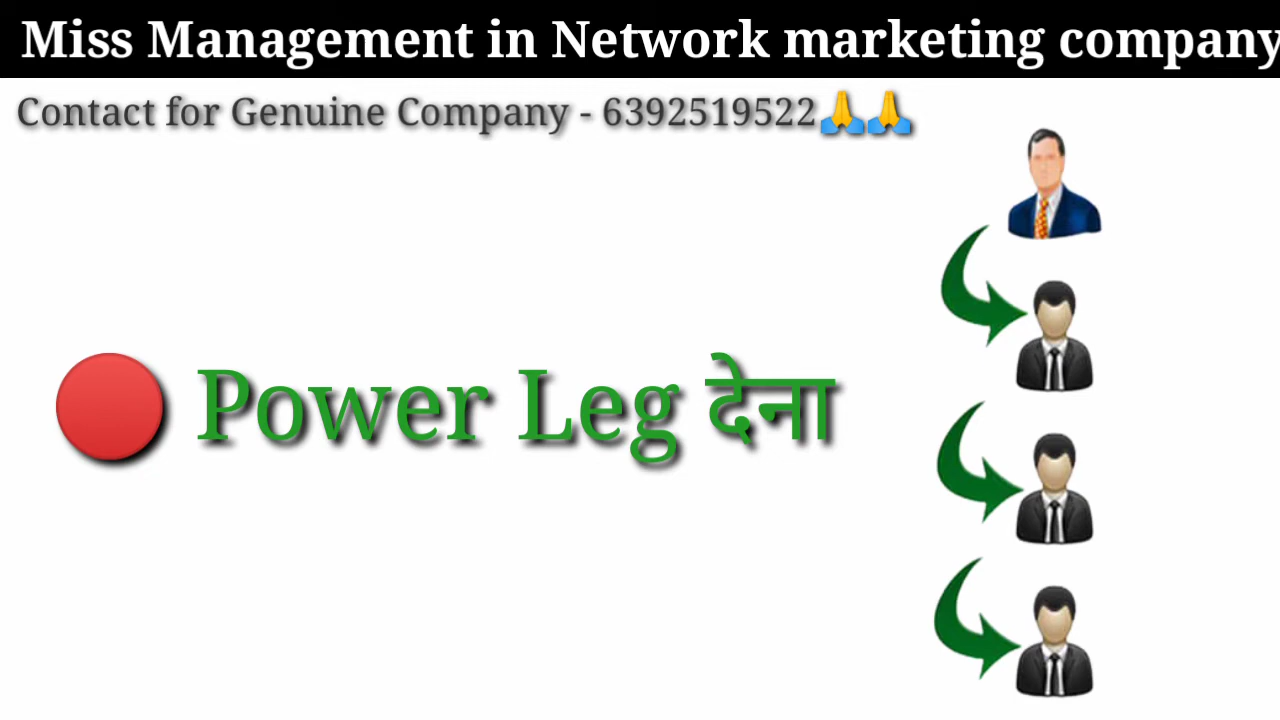 Miss Management in Network marketing company
Contact for Genuine Company - 6392519522🙏🙏
🔴 Power Leg देना